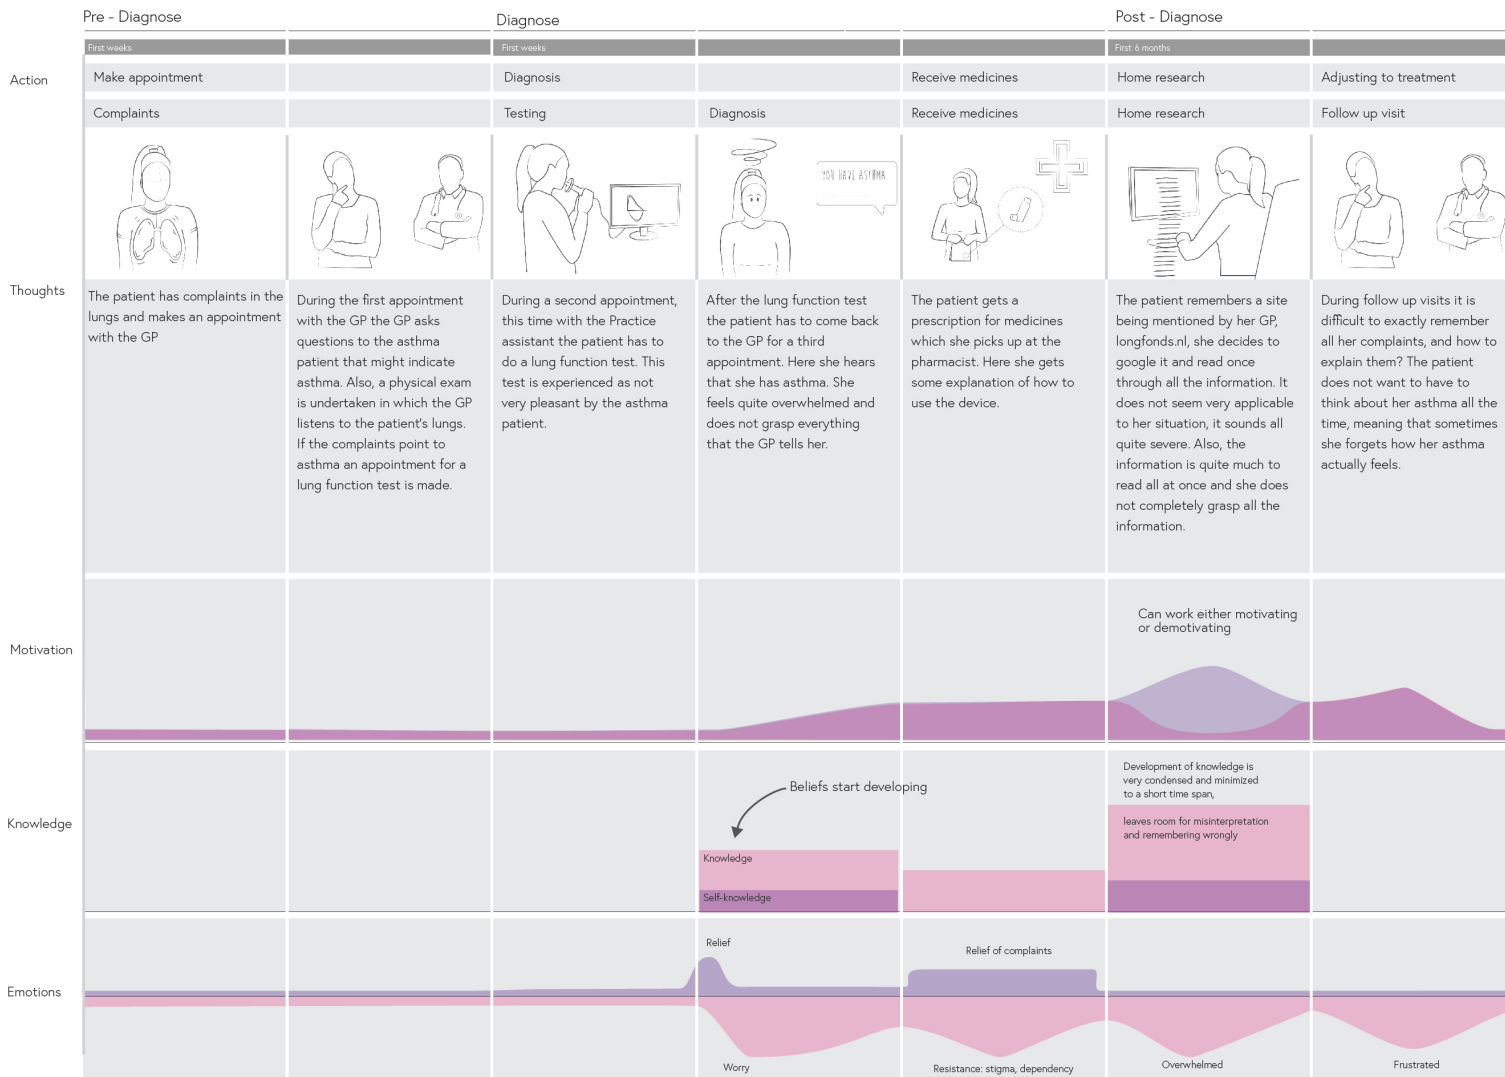 Pre - Diagnose
Diagnose
Post - Diagnose
First weeks
First weeks
First 6 months
Action
Make appointment
Diagnosis
Receive medicines
Home research
Adjusting to treatment
Complaints
Testing
Diagnosis
Receive medicines
Home research
Follow up visit
YOU HAVE ASTHMA
Thoughts
The patient has complaints in the
lungs and makes an appointment
with the GP
During the first appointment
with the GP the GP asks
questions to the asthma
patient that might indicate
asthma. Also, a physical exam
is undertaken in which the GP
listens to the patient's lungs.
If the complaints point to
asthma an appointment for a
lung function test is made.
During a second appointment,
this time with the Practice
assistant the patient has to
do a lung function test. This
test is experienced as not
very pleasant by the asthma
patient.
After the lung function test
the patient has to come back
to the GP for a third
appointment. Here she hears
that she has asthma. She
feels quite overwhelmed and
does not grasp everything
that the GP tells her.
The patient gets a
prescription for medicines
which she picks up at the
pharmacist. Here she gets
some explanation of how to
use the device.
The patient remembers a site
being mentioned by her GP,
longfonds.nl, she decides to
google it and read once
through all the information. It
does not seem very applicable
to her situation, it sounds all
quite severe. Also, the
information is quite much to
read all at once and she does
not completely grasp all the
information.
During follow up visits it is
difficult to exactly remember
all her complaints, and how to
explain them? The patient
does not want to have to
think about her asthma all the
time, meaning that sometimes
she forgets how her asthma
actually feels.
Motivation
Can work either motivating
or demotivating
Knowledge
Beliefs start developing
Knowledge
Self-knowledge
Development of knowledge is
very condensed and minimized
to a short time span,
leaves room for misinterpretation
and remembering wrongly
Emotions
Relief
Relief of complaints
Worry
Resistance: stigma, dependency
Overwhelmed
Frustrated